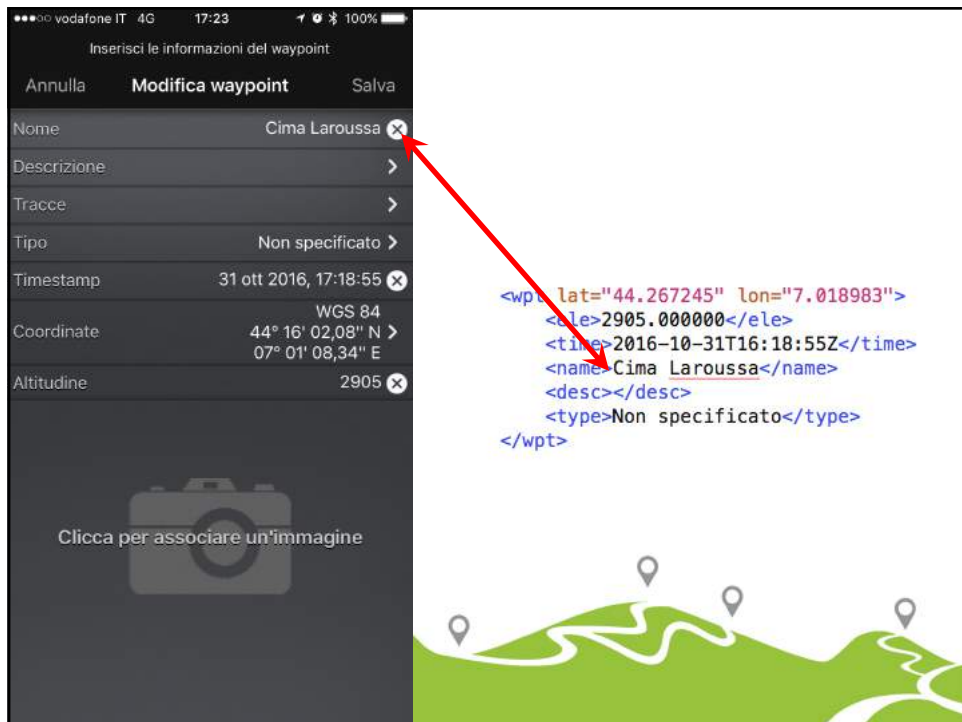 ●●●○○ vodafone IT 4G 17:23 100%
Inserisci le informazioni del waypoint
Annulla Modifica waypoint Salva
Nome Cima Laroussa
Descrizione
Tracce
Tipo Non specificato
Timestamp 31 ott 2016, 17:18:55
Coordinate WGS 84
44° 16' 02,08" N
07° 01' 08,34" E
Altitudine 2905
Clicca per associare un'immagine
<wpt lat="44.267245" lon="7.018983">
<ele>2905.000000</ele>
<time>2016-10-31T16:18:55Z</time>
<name>Cima Laroussa</name>
<desc></desc>
<type>Non specificato</type>
</wpt>